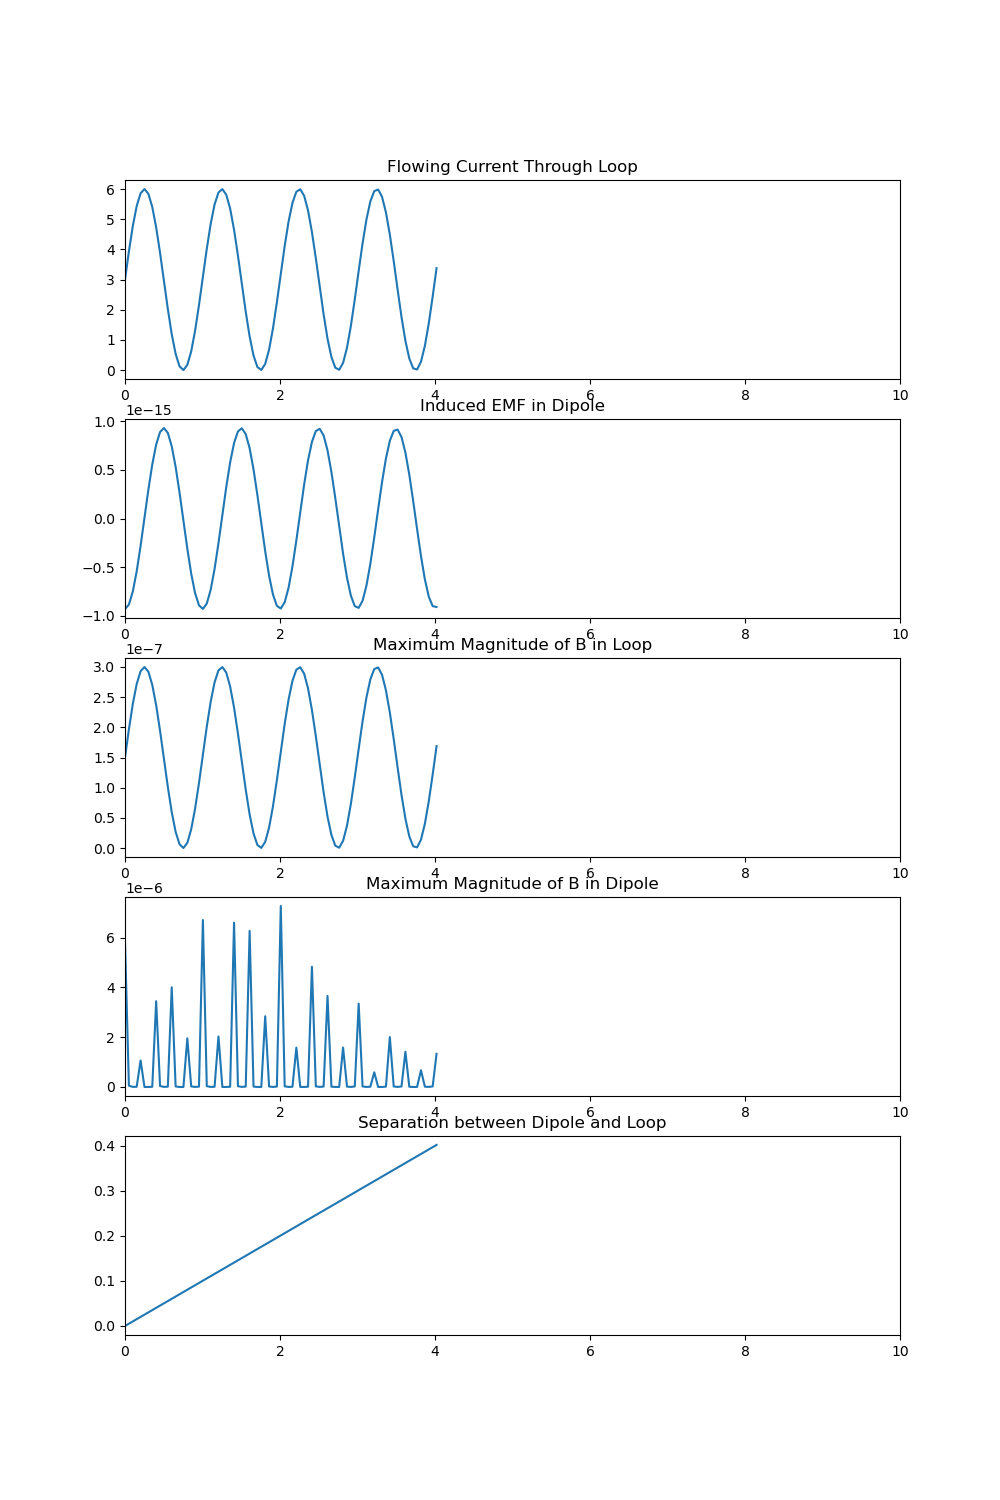 Flowing Current Through Loop
6
5
4
3
2
1
0
0 2 4 6 8 10
1e−15
Induced EMF in Dipole
1.0
0.5
0.0
−0.5
−1.0
0 2 4 6 8 10
1e−7
Maximum Magnitude of B in Loop
3.0
2.5
2.0
1.5
1.0
0.5
0.0
0 2 4 6 8 10
1e−6
Maximum Magnitude of B in Dipole
6
4
2
0
0 2 4 6 8 10
Separation between Dipole and Loop
0.4
0.3
0.2
0.1
0.0
0 2 4 6 8 10